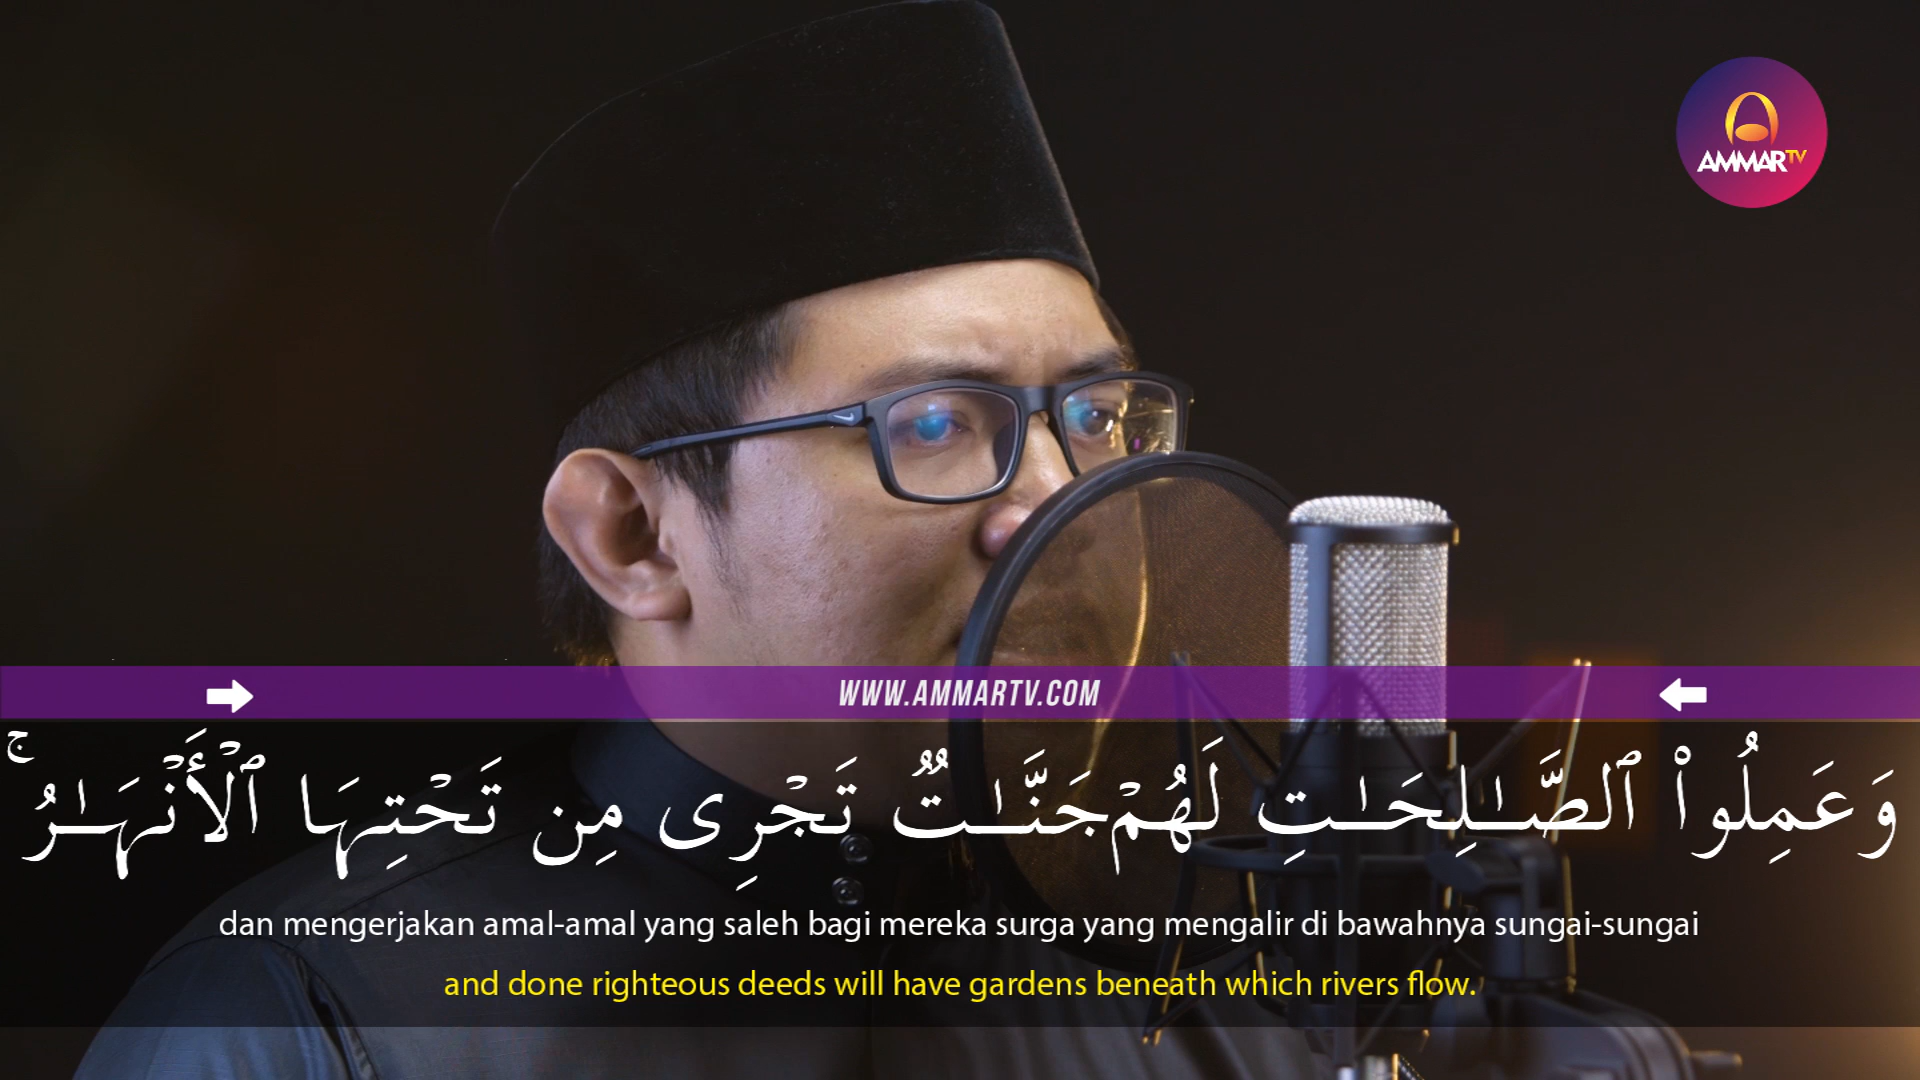 AMMARTV
WWW.AMMARTV.COM
وَعَمِلُوا۟ ٱلصَّـٰلِحَـٰتِ لَهُمْ جَنَّـٰتٌ تَجْرِى مِن تَحْتِهَا ٱلْأَنْهَـٰرُ ۚ
dan mengerjakan amal-amal yang saleh bagi mereka surga yang mengalir di bawahnya sungai-sungai
and done righteous deeds will have gardens beneath which rivers flow.